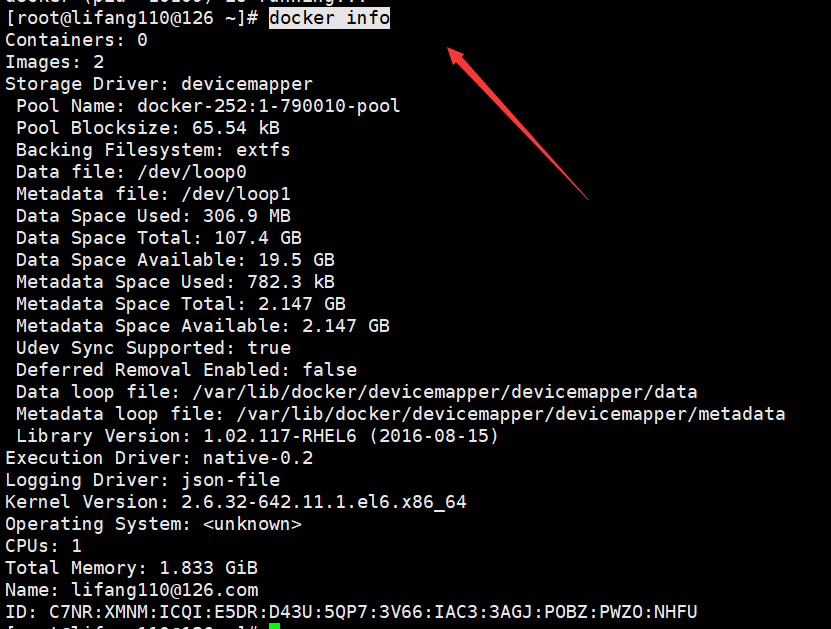 [root@lifang110@126 ~]# docker info
Containers: 0
Images: 2
Storage Driver: devicemapper
 Pool Name: docker-252:1-790010-pool
 Pool Blocksize: 65.54 kB
 Backing Filesystem: extfs
 Data file: /dev/loop0
 Metadata file: /dev/loop1
 Data Space Used: 306.9 MB
 Data Space Total: 107.4 GB
 Data Space Available: 19.5 GB
 Metadata Space Used: 782.3 kB
 Metadata Space Total: 2.147 GB
 Metadata Space Available: 2.147 GB
 Udev Sync Supported: true
 Deferred Removal Enabled: false
 Data loop file: /var/lib/docker/devicemapper/devicemapper/data
 Metadata loop file: /var/lib/docker/devicemapper/devicemapper/metadata
 Library Version: 1.02.117-RHEL6 (2016-08-15)
Execution Driver: native-0.2
Logging Driver: json-file
Kernel Version: 2.6.32-642.11.1.el6.x86_64
Operating System: <unknown>
CPUs: 1
Total Memory: 1.833 GiB
Name: lifang110@126.com
ID: C7NR:XMNM:ICQI:E5DR:D43U:5QP7:3V66:IAC3:3AGJ:POBZ:PWZO:NHFU
[root@lifang110@126 ~]#